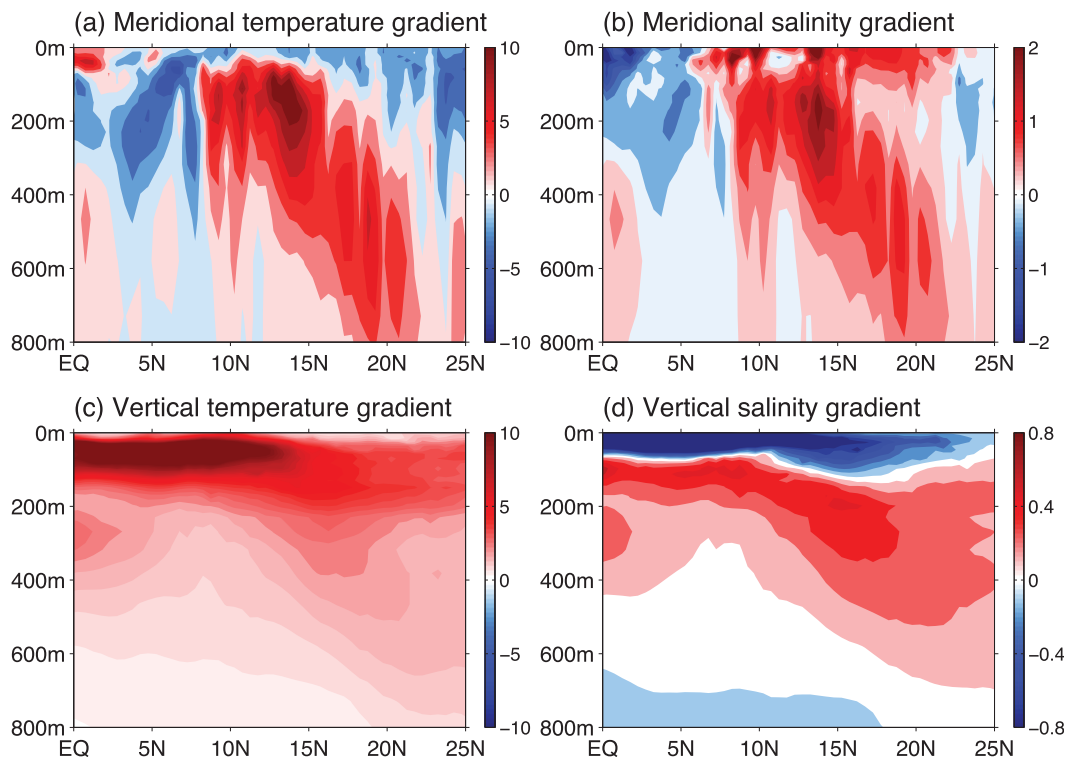 (a) Meridional temperature gradient
0m
200m
400m
600m
800m
EQ 5N 10N 15N 20N 25N
10
5
0
−5
−10
(b) Meridional salinity gradient
0m
200m
400m
600m
800m
EQ 5N 10N 15N 20N 25N
2
1
0
−1
−2
(c) Vertical temperature gradient
0m
200m
400m
600m
800m
EQ 5N 10N 15N 20N 25N
10
5
0
−5
−10
(d) Vertical salinity gradient
0m
200m
400m
600m
800m
EQ 5N 10N 15N 20N 25N
0.8
0.4
0
−0.4
−0.8